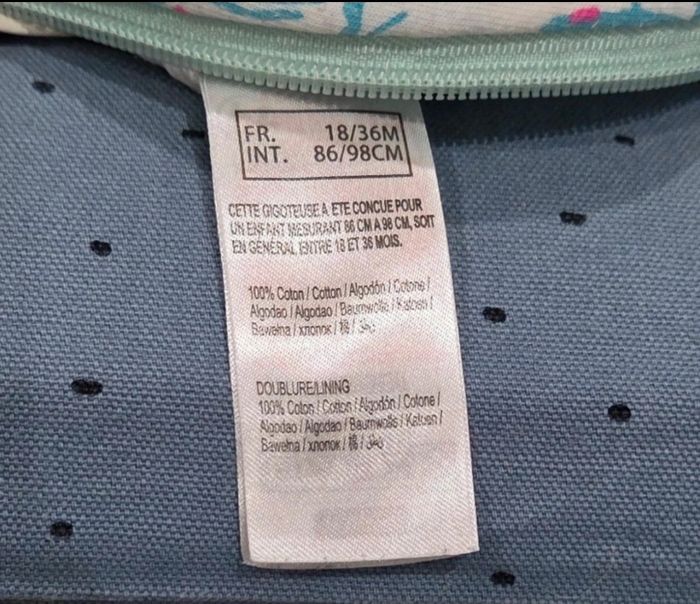 FR. 18/36M
INT. 86/98CM
CETTE GIGOTEUSE A ETE CONCUE POUR
UN ENFANT MESURANT 86 CM A 98 CM, SOIT
EN GENERAL ENTRE 18 ET 36 MOIS.
100% Coton / Cotton / Algodón / Cotone /
Algodao / Algodao / Baumwolle / Katoen /
Bawełna / хлопок / 棉 /
DOUBLURE/LINING
100% Coton / Cotton / Algodón / Cotone /
Algodao / Algodao / Baumwolle / Katoen /
Bawełna / хлопок / 棉 /